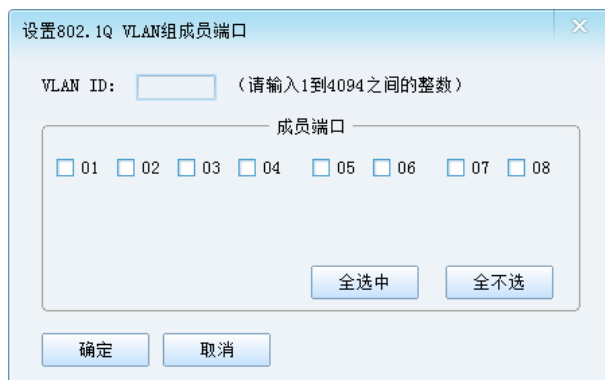 设置802.1Q VLAN组成员端口
VLAN ID: （请输入1到4094之间的整数）
成员端口
01 02 03 04 05 06 07 08
全选中 全不选
确定 取消